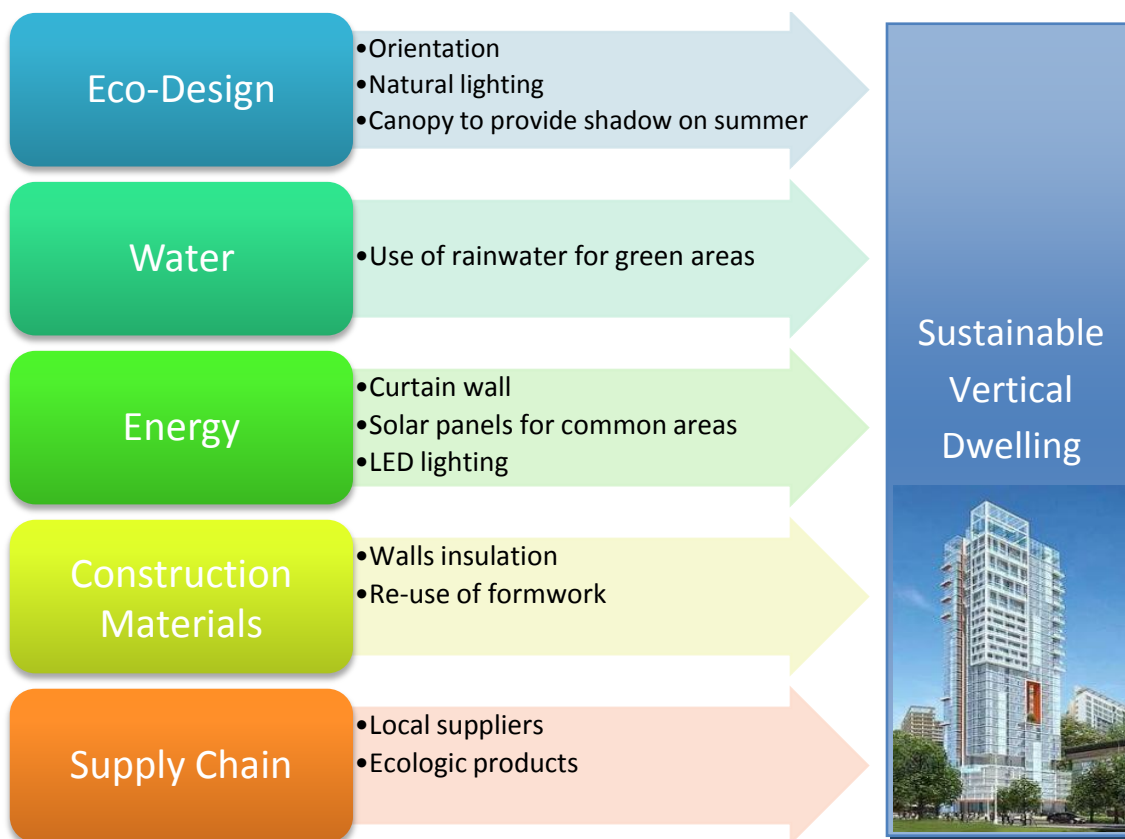 Eco-Design
•Orientation
•Natural lighting
•Canopy to provide shadow on summer
Water
•Use of rainwater for green areas
Energy
•Curtain wall
•Solar panels for common areas
•LED lighting
Construction
Materials
•Walls insulation
•Re-use of formwork
Supply Chain
•Local suppliers
•Ecologic products
Sustainable
Vertical
Dwelling